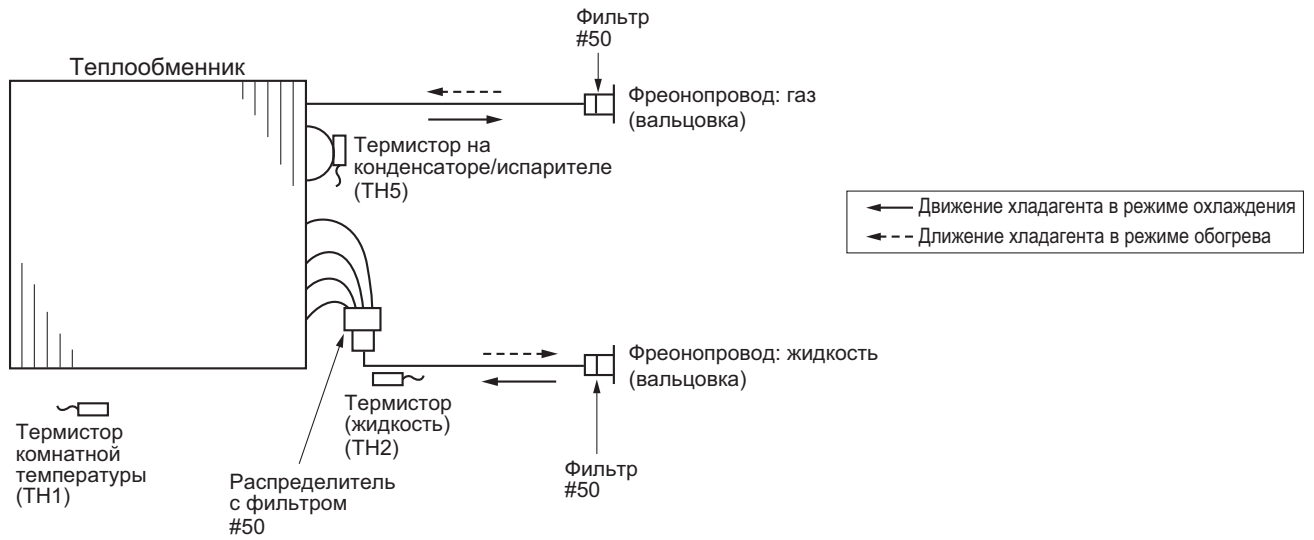 Фильтр
#50
Теплообменник
Фреонопровод: газ
(вальцовка)
Термистор на
конденсаторе/испарителе
(TH5)
Движение хладагента в режиме охлаждения
Длижение хладагента в режиме обогрева
Фреонопровод: жидкость
(вальцовка)
Термистор
(жидкость)
(TH2)
Термистор
комнатной
температуры
(TH1)
Распределитель
с фильтром
#50
Фильтр
#50